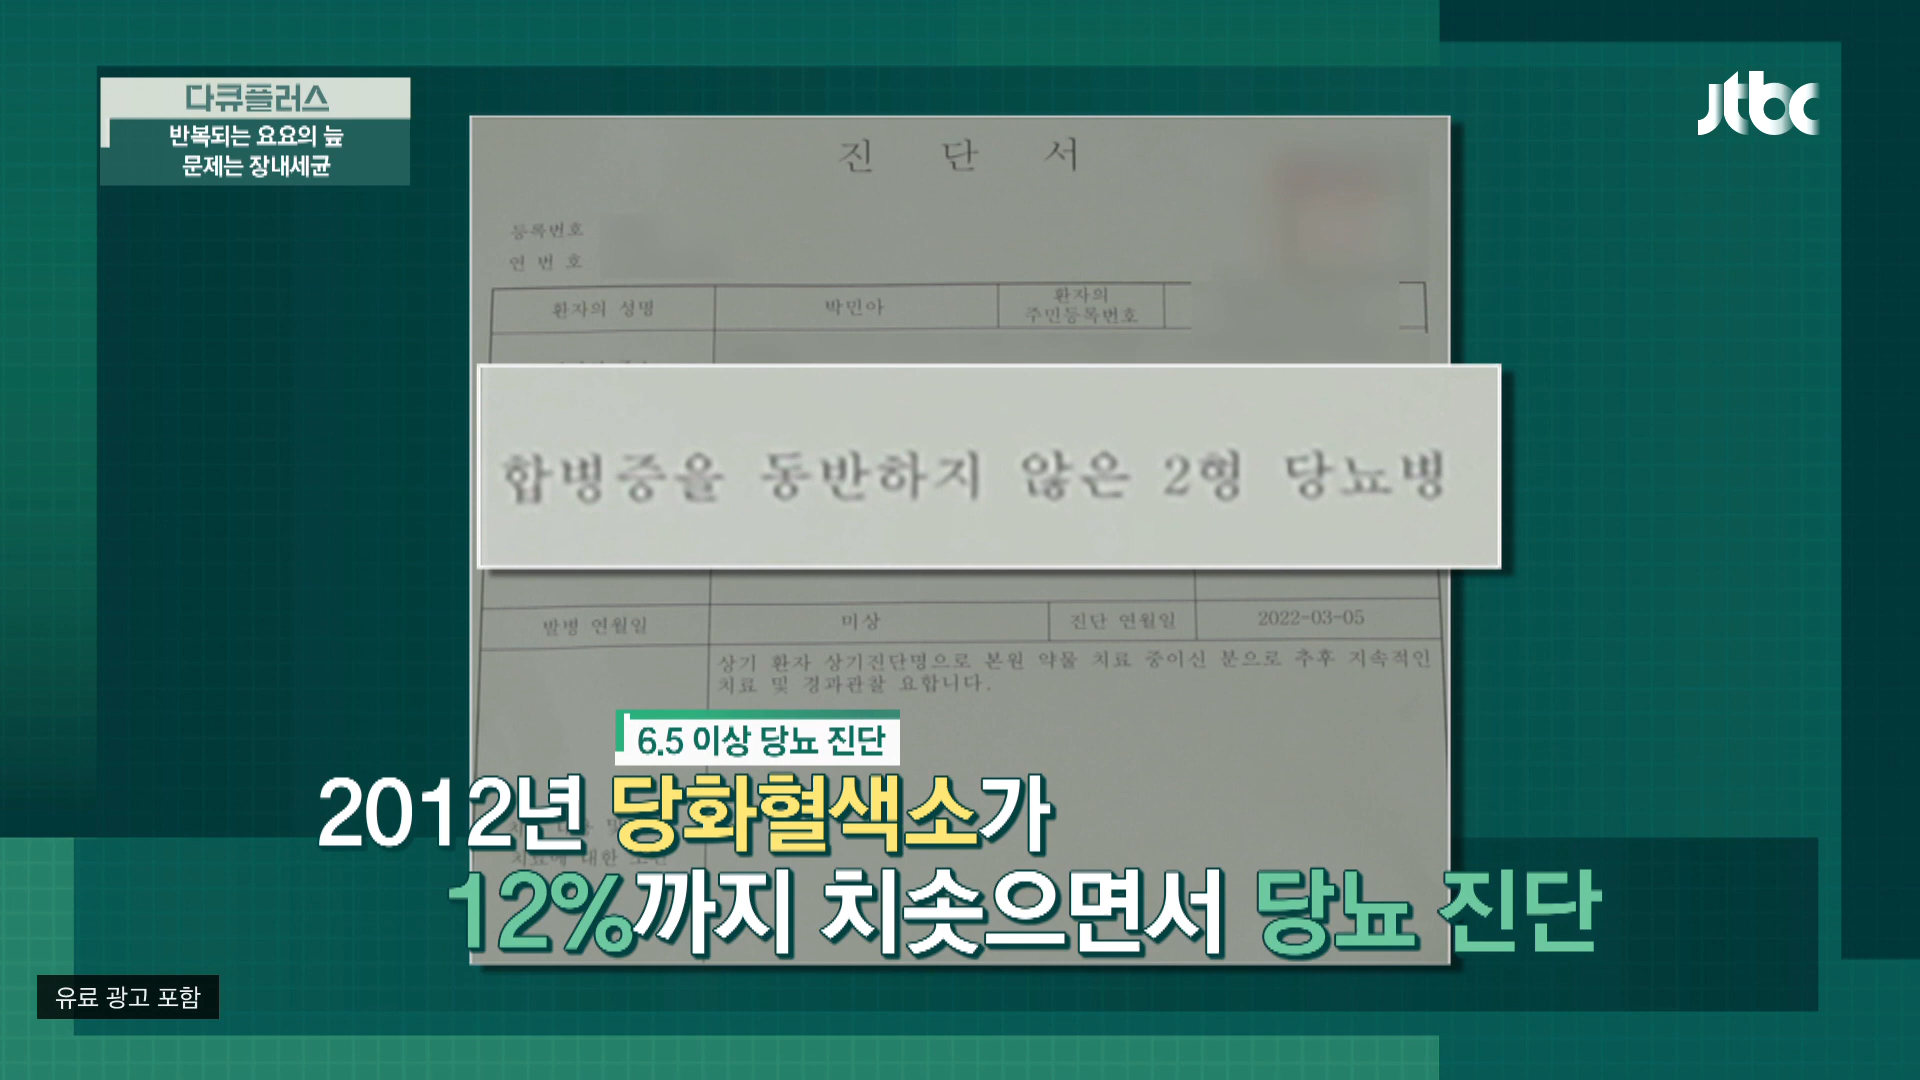 다큐플러스
반복되는 요요의 늪
문제는 장내세균
jtbc
진 단 서
등록번호
연 번 호
환자의 성명 박민아 환자의 주민등록번호
합병증을 동반하지 않은 2형 당뇨병
발병 연월일 미상 진단 연월일 2022-03-05
상기 환자 상기진단명으로 본원 약물 치료 중이신 분으로 추후 지속적인
치료 및 경과관찰 요합니다.
6.5 이상 당뇨 진단
2012년 당화혈색소가
12%까지 치솟으면서 당뇨 진단
유료 광고 포함